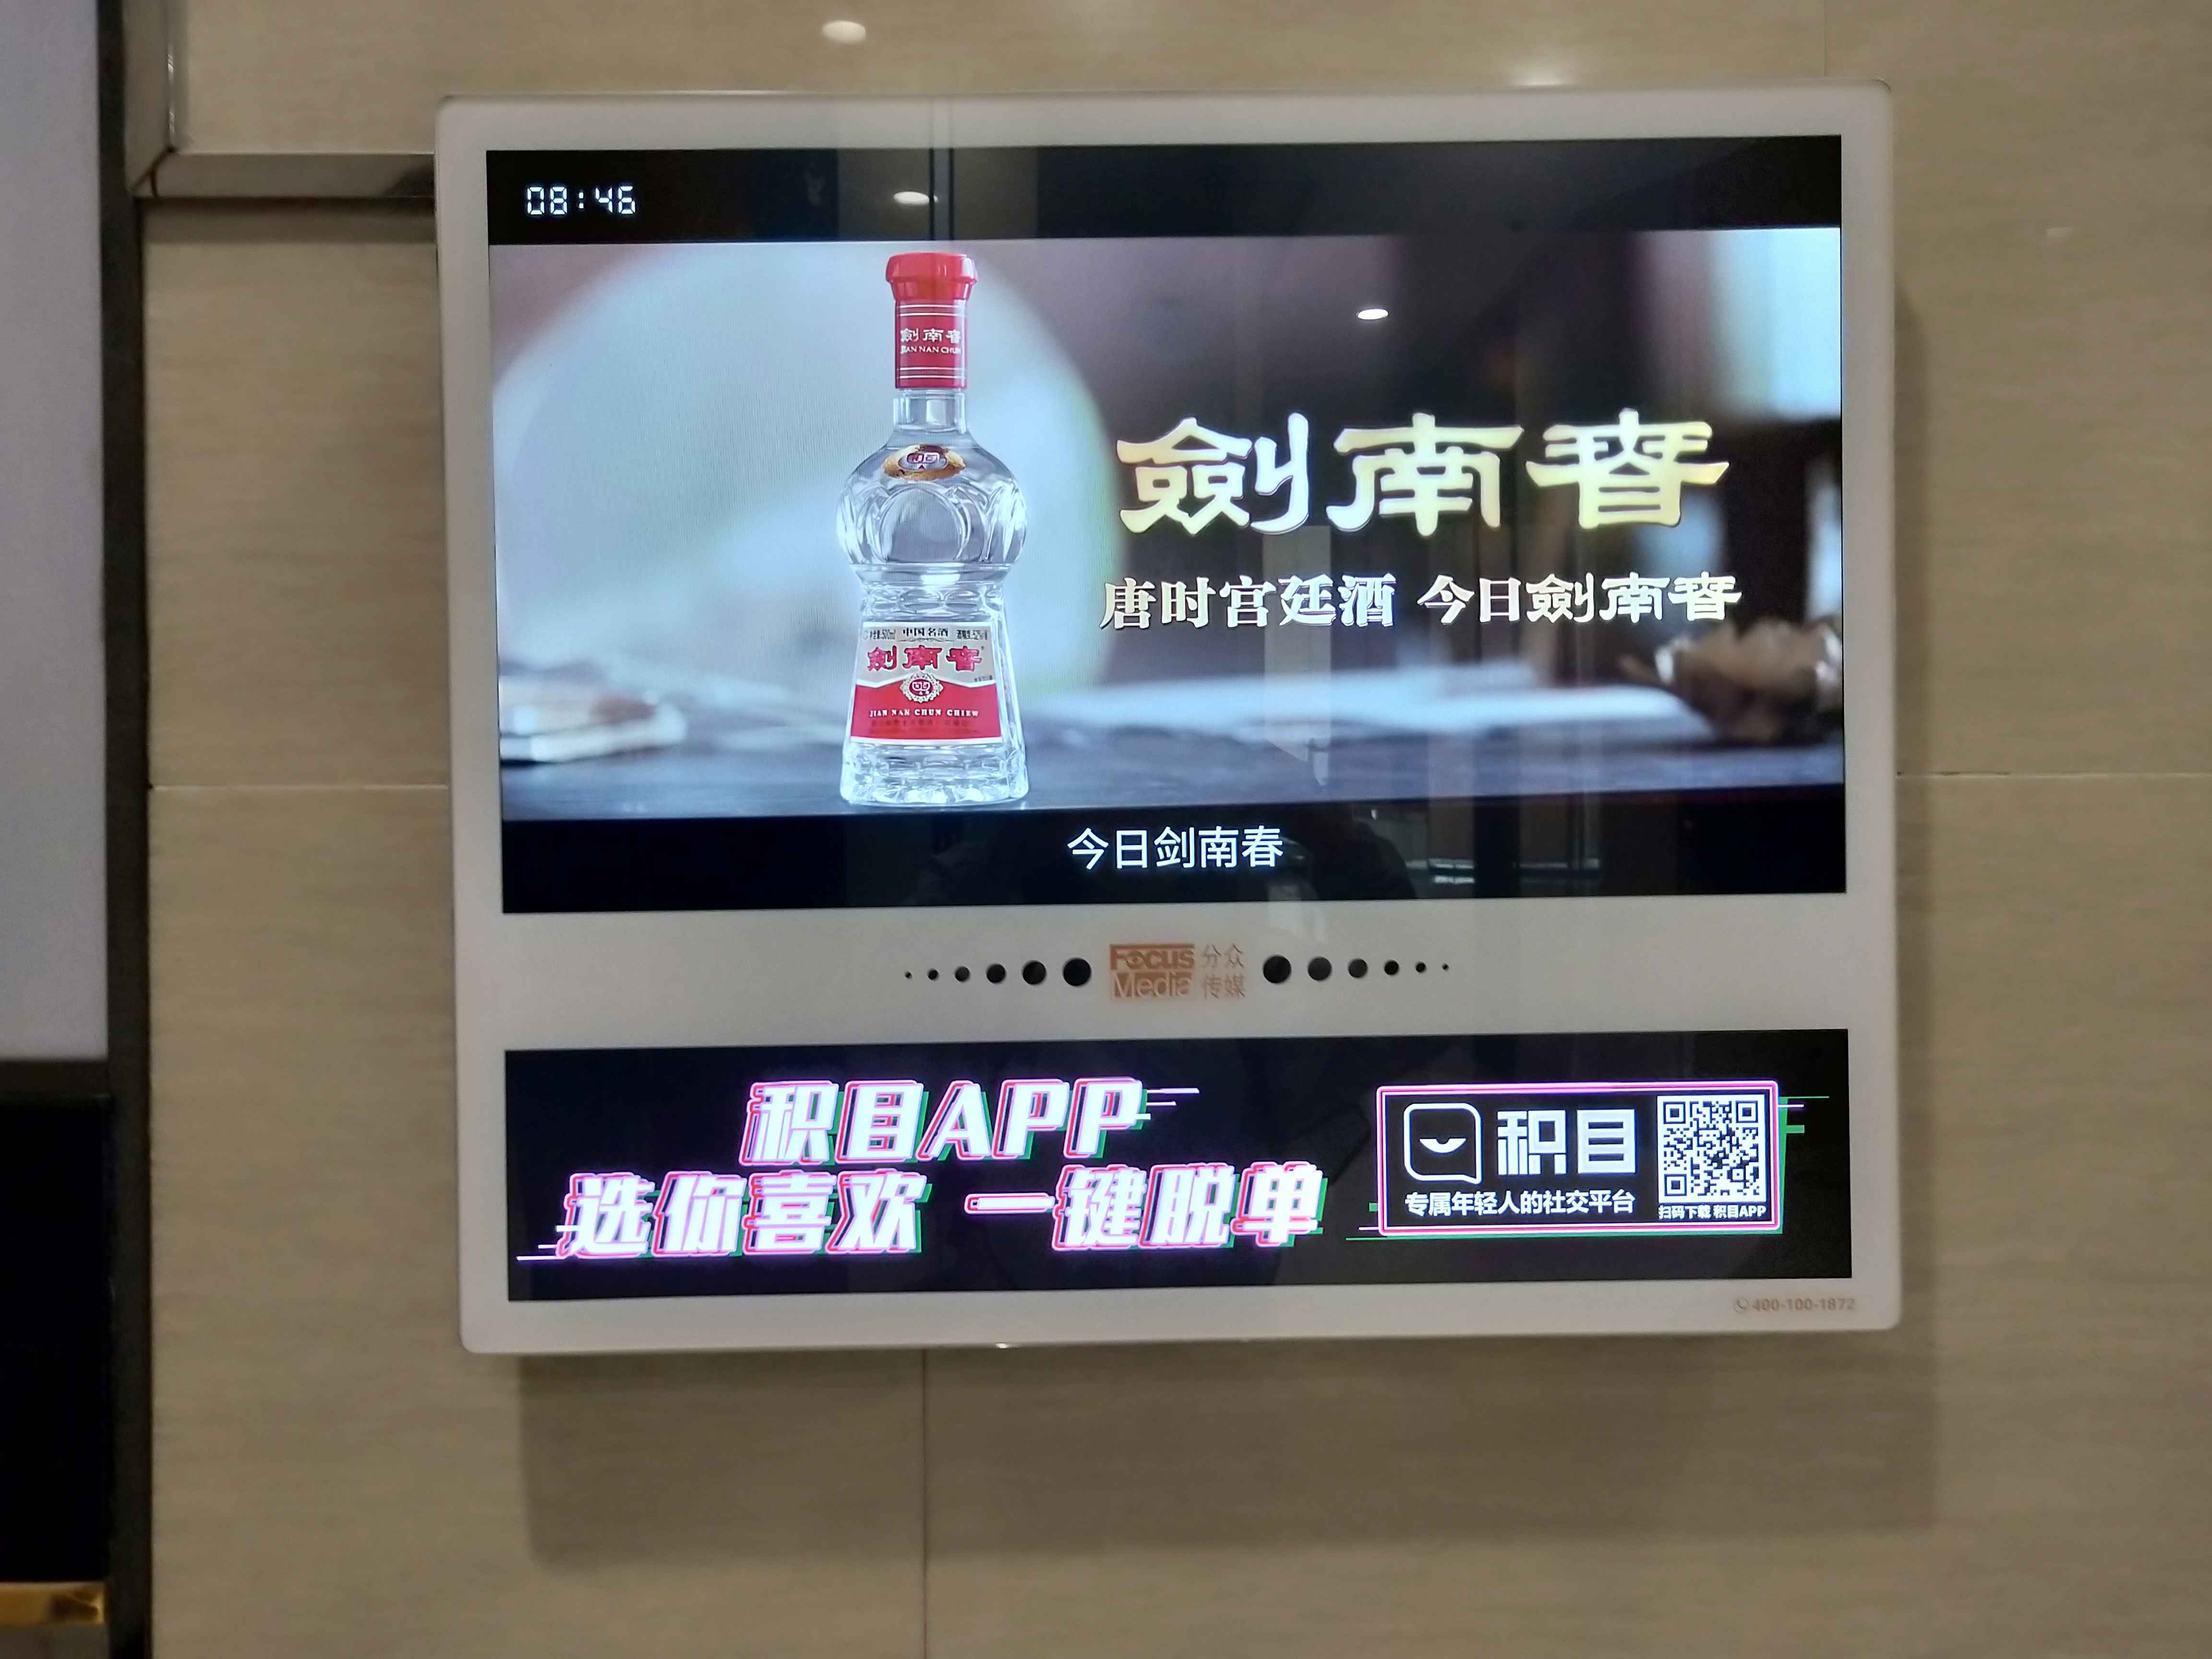 08:46
劍南春
JIAN NAN CHUN
劍南春
唐时宫廷酒 今日劍南春
中国名酒
劍南春
JIAN NAN CHUN CHIEW
今日剑南春
Focus Media 分众传媒
积目APP
选你喜欢 一键脱单
积目
专属年轻人的社交平台
扫码下载 积目APP
400-100-1872